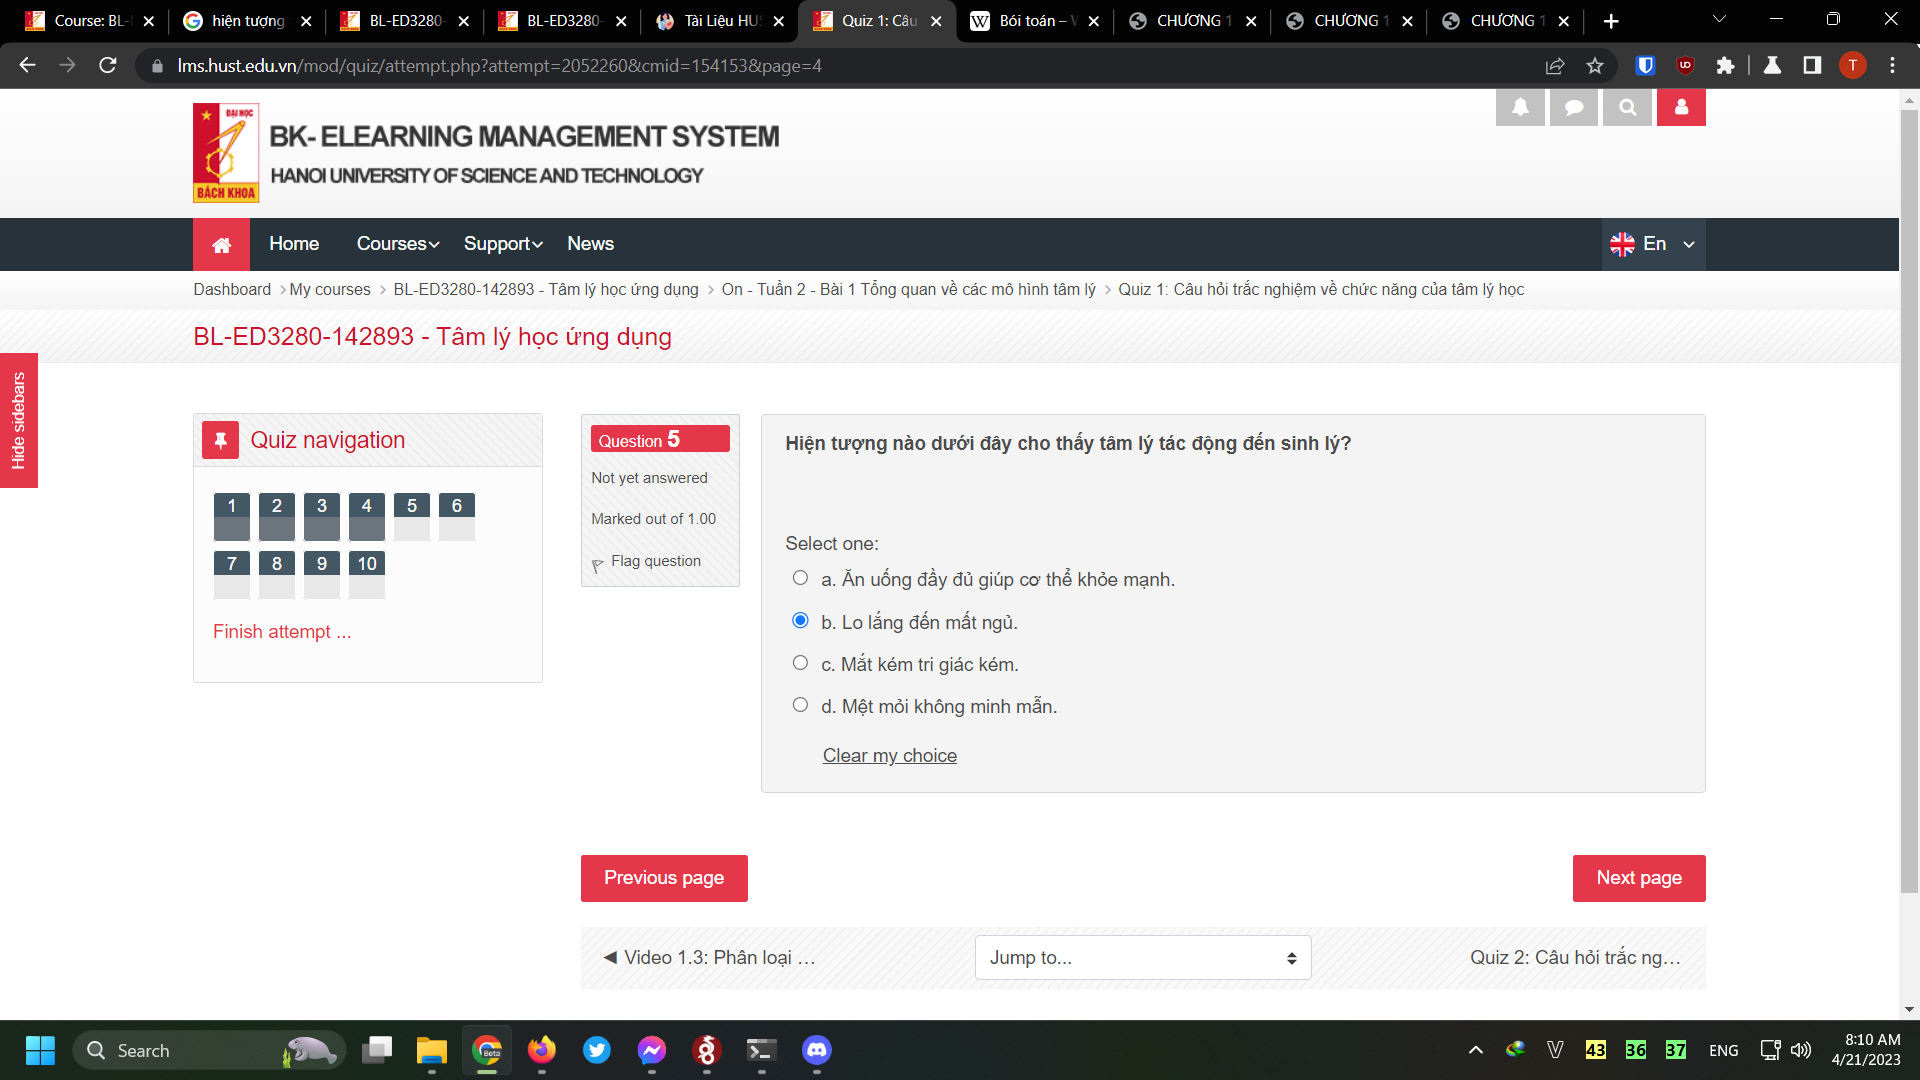 Course: BL-
hiện tượng
BL-ED3280-
BL-ED3280-
Tài Liệu HUS
Quiz 1: Câu
Bói toán – W
CHƯƠNG 1
CHƯƠNG 1
CHƯƠNG 1
lms.hust.edu.vn/mod/quiz/attempt.php?attempt=2052260&cmid=154153&page=4
T
ĐẠI HỌC
BÁCH KHOA
BK- ELEARNING MANAGEMENT SYSTEM
HANOI UNIVERSITY OF SCIENCE AND TECHNOLOGY
Home
Courses
Support
News
En
Dashboard > My courses > BL-ED3280-142893 - Tâm lý học ứng dụng > On - Tuần 2 - Bài 1 Tổng quan về các mô hình tâm lý > Quiz 1: Câu hỏi trắc nghiệm về chức năng của tâm lý học
BL-ED3280-142893 - Tâm lý học ứng dụng
Hide sidebars
Quiz navigation
1 2 3 4 5 6
7 8 9 10
Finish attempt ...
Question 5
Not yet answered
Marked out of 1.00
Flag question
Hiện tượng nào dưới đây cho thấy tâm lý tác động đến sinh lý?
Select one:
a. Ăn uống đầy đủ giúp cơ thể khỏe mạnh.
b. Lo lắng đến mất ngủ.
c. Mắt kém tri giác kém.
d. Mệt mỏi không minh mẫn.
Clear my choice
Previous page
Next page
◄ Video 1.3: Phân loại …
Jump to...
Quiz 2: Câu hỏi trắc ng…
Search
Beta
43
36
37
ENG
8:10 AM
4/21/2023